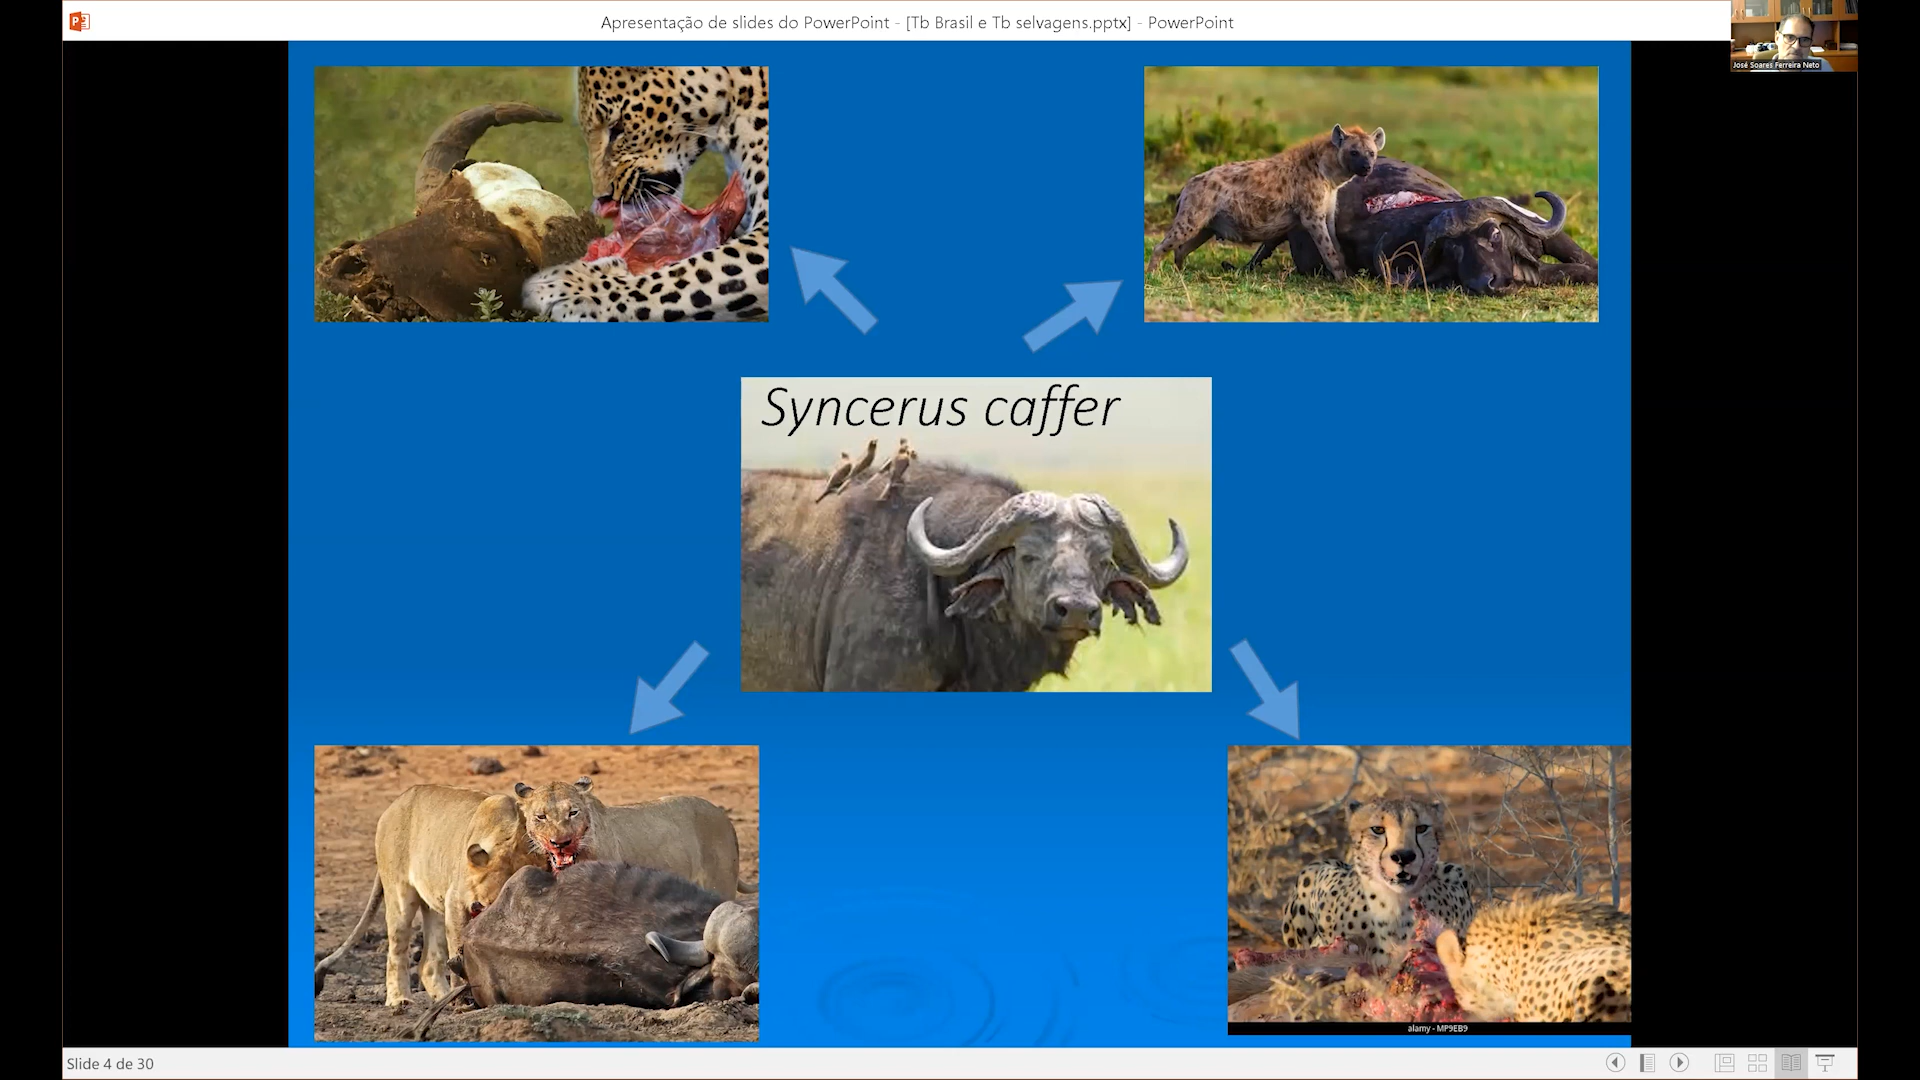 Apresentação de slides do PowerPoint - [Tb Brasil e Tb selvagens.pptx] - PowerPoint
José Soares Ferreira Neto
Syncerus caffer
alamy - MP9EB9
Slide 4 de 30